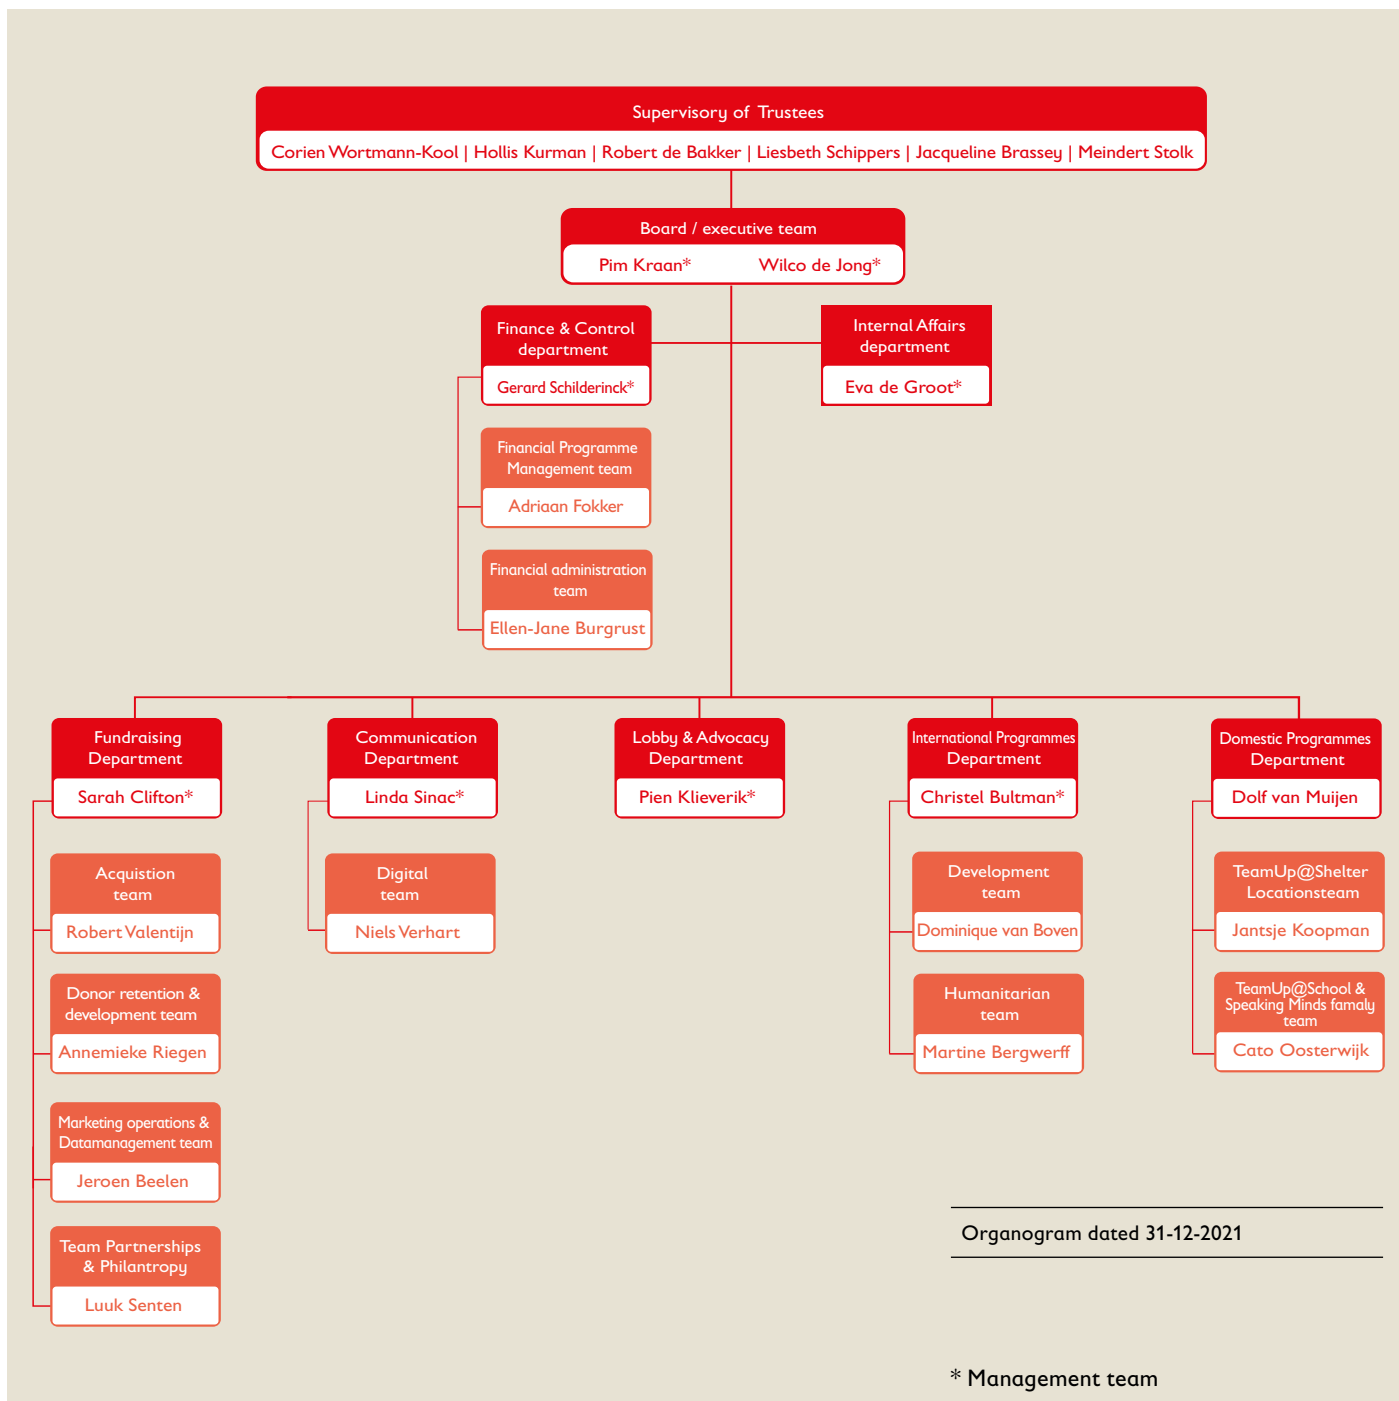 Supervisory of Trustees
Corien Wortmann-Kool | Hollis Kurman | Robert de Bakker | Liesbeth Schippers | Jacqueline Brassey | Meindert Stolk
Board / executive team
Pim Kraan* Wilco de Jong*
Finance & Control
department
Gerard Schilderinck*
Internal Affairs
department
Eva de Groot*
Financial Programme
Management team
Adriaan Fokker
Financial administration
team
Ellen-Jane Burgrust
Fundraising
Department
Sarah Clifton*
Acquistion
team
Robert Valentijn
Donor retention &
development team
Annemieke Riegen
Marketing operations &
Datamanagement team
Jeroen Beelen
Team Partnerships
& Philantropy
Luuk Senten
Communication
Department
Linda Sinac*
Digital
team
Niels Verhart
Lobby & Advocacy
Department
Pien Klieverik*
International Programmes
Department
Christel Bultman*
Development
team
Dominique van Boven
Humanitarian
team
Martine Bergwerff
Domestic Programmes
Department
Dolf van Muijen
TeamUp@Shelter
Locationsteam
Jantsje Koopman
TeamUp@School &
Speaking Minds famaly
team
Cato Oosterwijk
Organogram dated 31-12-2021
* Management team